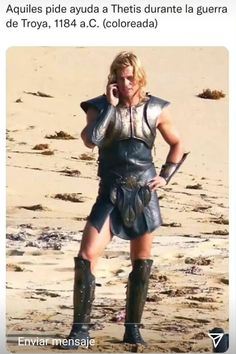 Aquiles pide ayuda a Thetis durante la guerra
de Troya, 1184 a.C. (coloreada)
Enviar mensaje